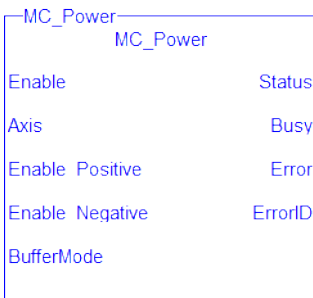 MC_Power
MC_Power
Enable Status
Axis Busy
Enable Positive Error
Enable Negative ErrorID
BufferMode